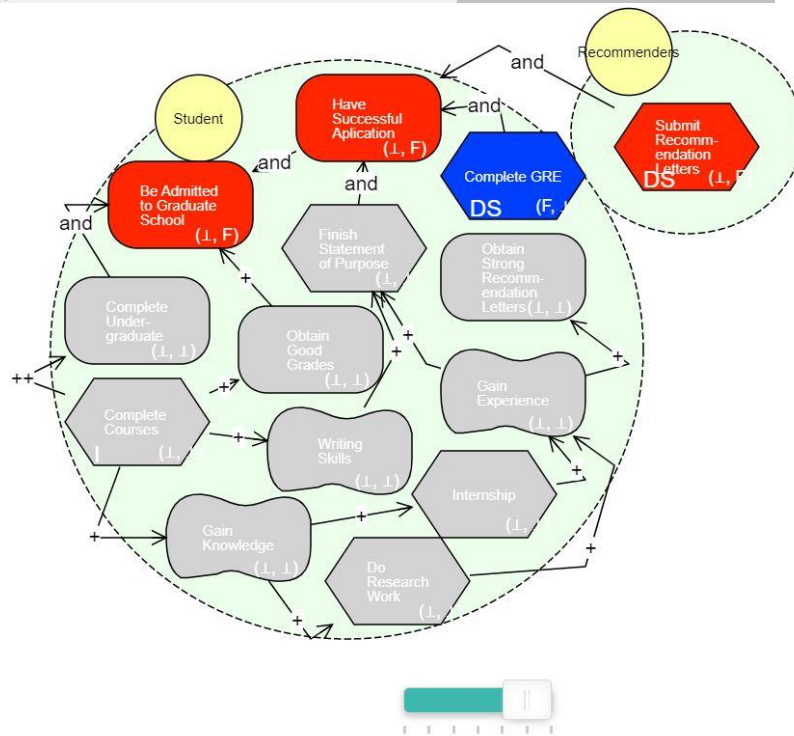 Recommenders
and
Student
Have
Successful
Aplication
(⊥, F)
and
Submit
Recomm-
endation
Letters
DS (⊥, F)
and
and
Be Admitted
to Graduate
School
(⊥, F)
Complete GRE
DS (F,
and
Finish
Statement
of Purpose
(⊥,
Obtain
Strong
Recomm-
endation
Letters (⊥, ⊥)
+
Complete
Under-
graduate
(⊥, ⊥)
Obtain
Good
Grades
(⊥, ⊥)
+
+
+
++
+
Gain
Experience
(⊥, ⊥)
Complete
Courses
I (⊥,
+
Writing
Skills
(⊥, ⊥)
+
Internship
(⊥,
+
Gain
Knowledge
(⊥, ⊥)
+
+
Do
Research
Work
(⊥,
+